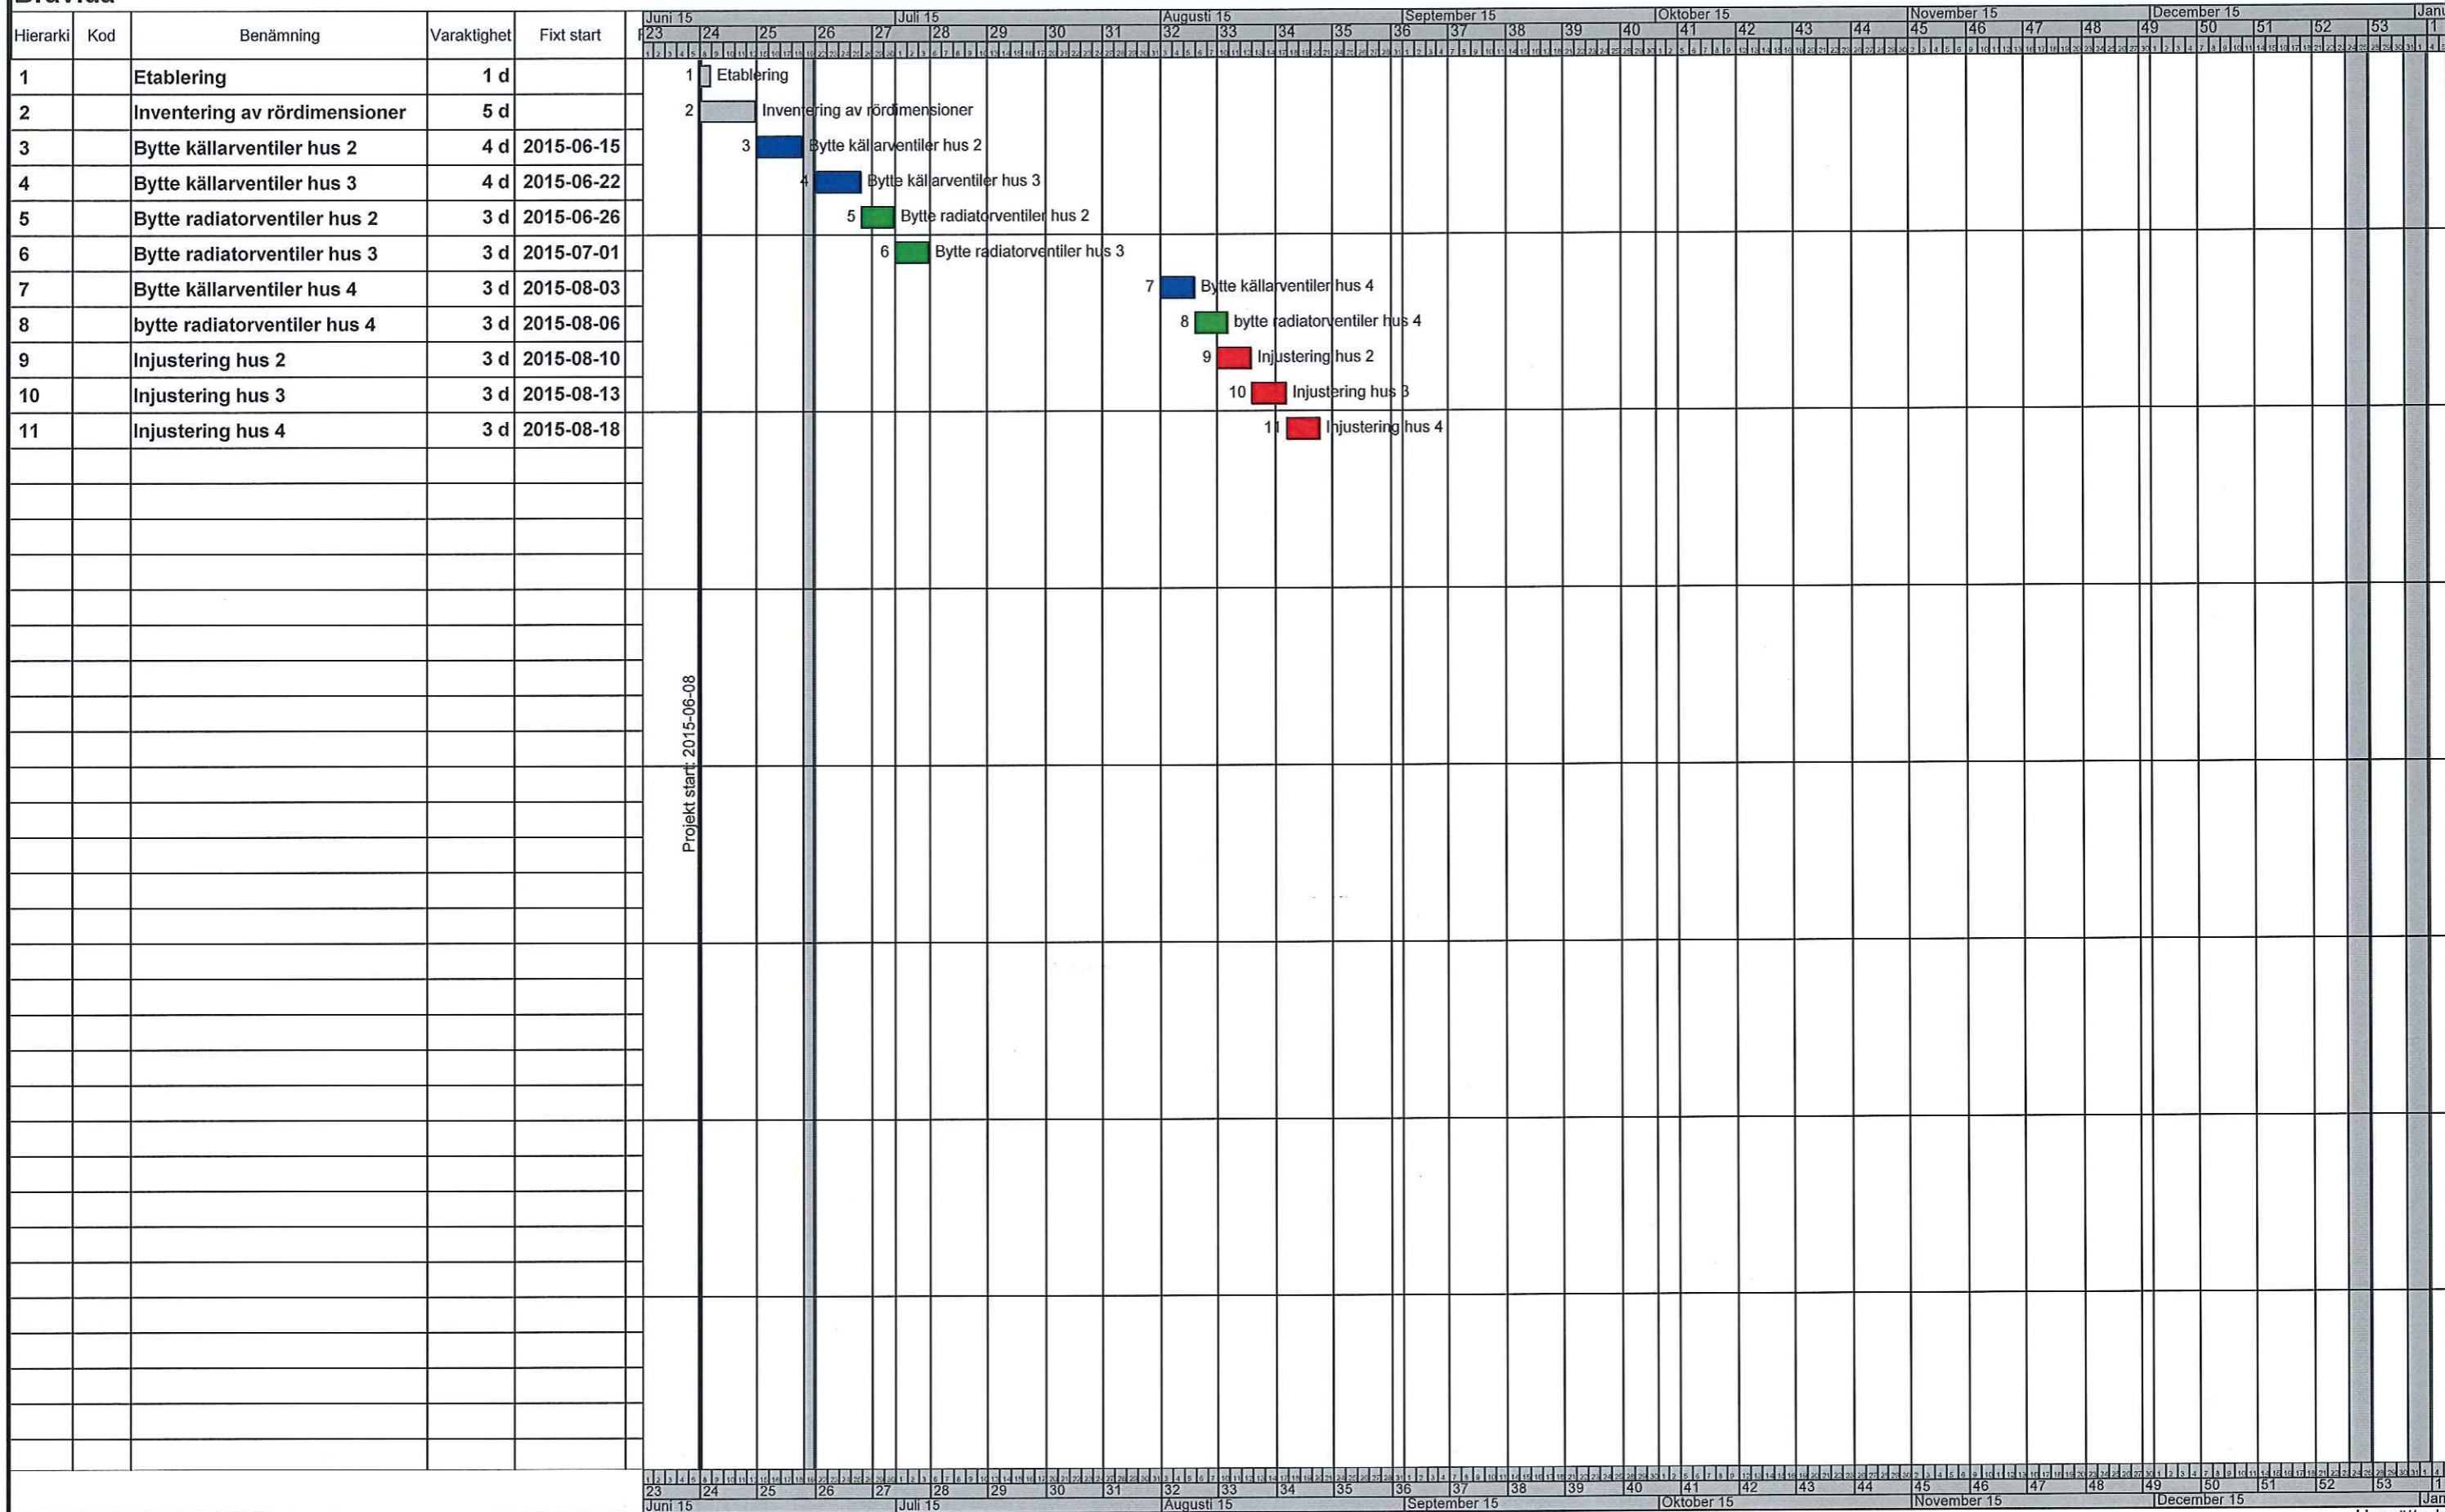 Juni 15 Juli 15 Augusti 15 September 15 Oktober 15 November 15 December 15
Hierarki Kod Benämning Varaktighet Fixt start
23 24 25 26 27 28 29 30 31 32 33 34 35 36 37 38 39 40 41 42 43 44 45 46 47 48 49 50 51 52 53 1
1 Etablering 1 d 1 Etablering
2 Inventering av rördimensioner 5 d 2 Inventering av rördimensioner
3 Bytte källarventiler hus 2 4 d 2015-06-15 3 Bytte källarventiler hus 2
4 Bytte källarventiler hus 3 4 d 2015-06-22 4 Bytte källarventiler hus 3
5 Bytte radiatorventiler hus 2 3 d 2015-06-26 5 Bytte radiatorventiler hus 2
6 Bytte radiatorventiler hus 3 3 d 2015-07-01 6 Bytte radiatorventiler hus 3
7 Bytte källarventiler hus 4 3 d 2015-08-03 7 Bytte källarventiler hus 4
8 bytte radiatorventiler hus 4 3 d 2015-08-06 8 bytte radiatorventiler hus 4
9 Injustering hus 2 3 d 2015-08-10 9 Injustering hus 2
10 Injustering hus 3 3 d 2015-08-13 10 Injustering hus 3
11 Injustering hus 4 3 d 2015-08-18 11 Injustering hus 4
Projekt start: 2015-06-08
23 24 25 26 27 28 29 30 31 32 33 34 35 36 37 38 39 40 41 42 43 44 45 46 47 48 49 50 51 52 53 1
Juni 15 Juli 15 Augusti 15 September 15 Oktober 15 November 15 December 15